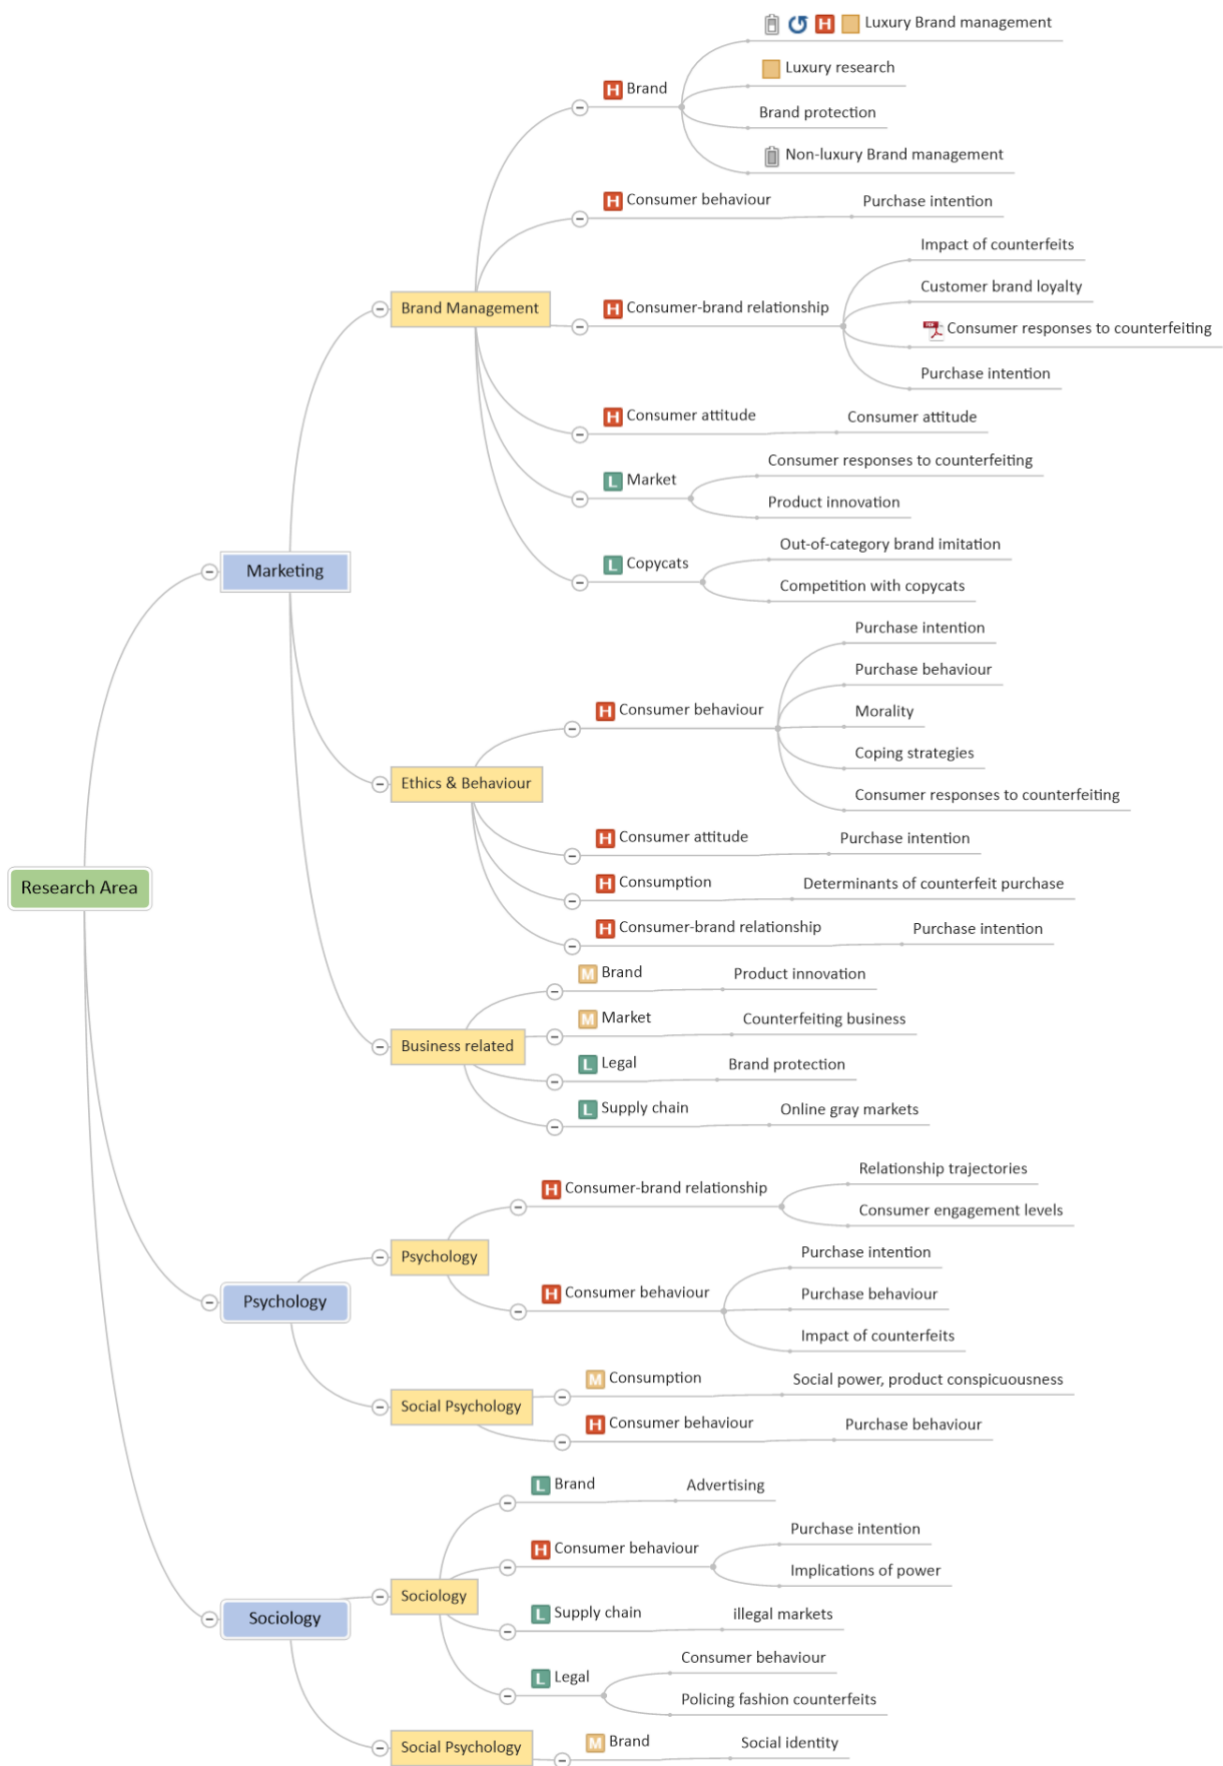 H Luxury Brand management
Luxury research
H Brand
Brand protection
Non-luxury Brand management
H Consumer behaviour
Purchase intention
Impact of counterfeits
Customer brand loyalty
Brand Management
H Consumer-brand relationship
PDF Consumer responses to counterfeiting
Purchase intention
H Consumer attitude
Consumer attitude
Consumer responses to counterfeiting
L Market
Product innovation
Out-of-category brand imitation
L Copycats
Competition with copycats
Marketing
Purchase intention
Purchase behaviour
H Consumer behaviour
Morality
Coping strategies
Ethics & Behaviour
Consumer responses to counterfeiting
H Consumer attitude
Purchase intention
H Consumption
Determinants of counterfeit purchase
Research Area
H Consumer-brand relationship
Purchase intention
M Brand
Product innovation
M Market
Counterfeiting business
Business related
L Legal
Brand protection
L Supply chain
Online gray markets
Relationship trajectories
H Consumer-brand relationship
Consumer engagement levels
Psychology
Purchase intention
H Consumer behaviour
Purchase behaviour
Psychology
Impact of counterfeits
M Consumption
Social power, product conspicuousness
Social Psychology
H Consumer behaviour
Purchase behaviour
L Brand
Advertising
Purchase intention
H Consumer behaviour
Implications of power
Sociology
L Supply chain
illegal markets
Sociology
Consumer behaviour
L Legal
Policing fashion counterfeits
Social Psychology
M Brand
Social identity